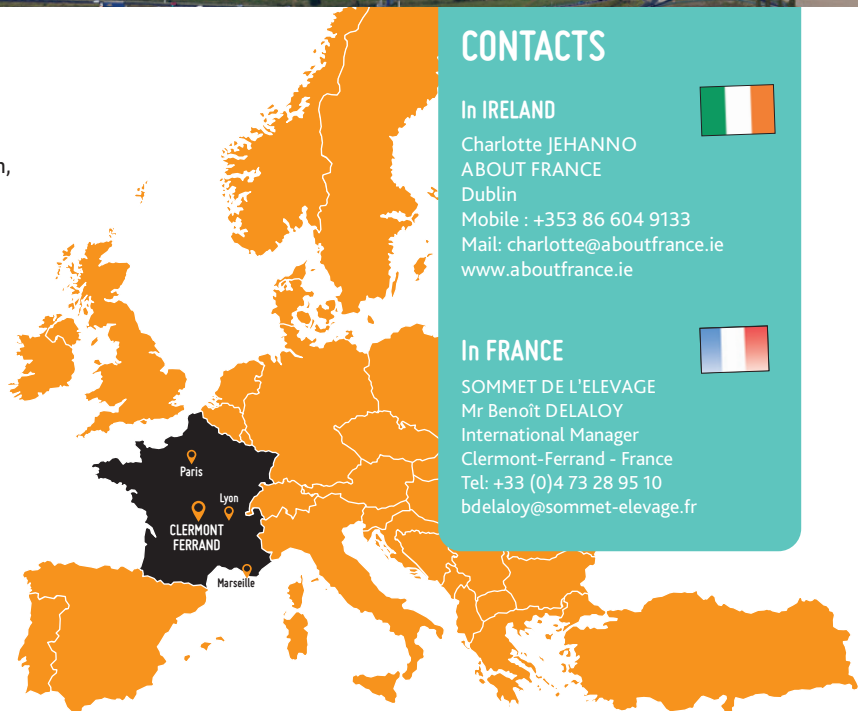 n,
CONTACTS
In IRELAND
Charlotte JEHANNO
ABOUT FRANCE
Dublin
Mobile : +353 86 604 9133
Mail: charlotte@aboutfrance.ie
www.aboutfrance.ie
In FRANCE
SOMMET DE L'ELEVAGE
Mr Benoît DELALOY
International Manager
Clermont-Ferrand - France
Tel: +33 (0)4 73 28 95 10
bdelaloy@sommet-elevage.fr
Paris
Lyon
CLERMONT
FERRAND
Marseille